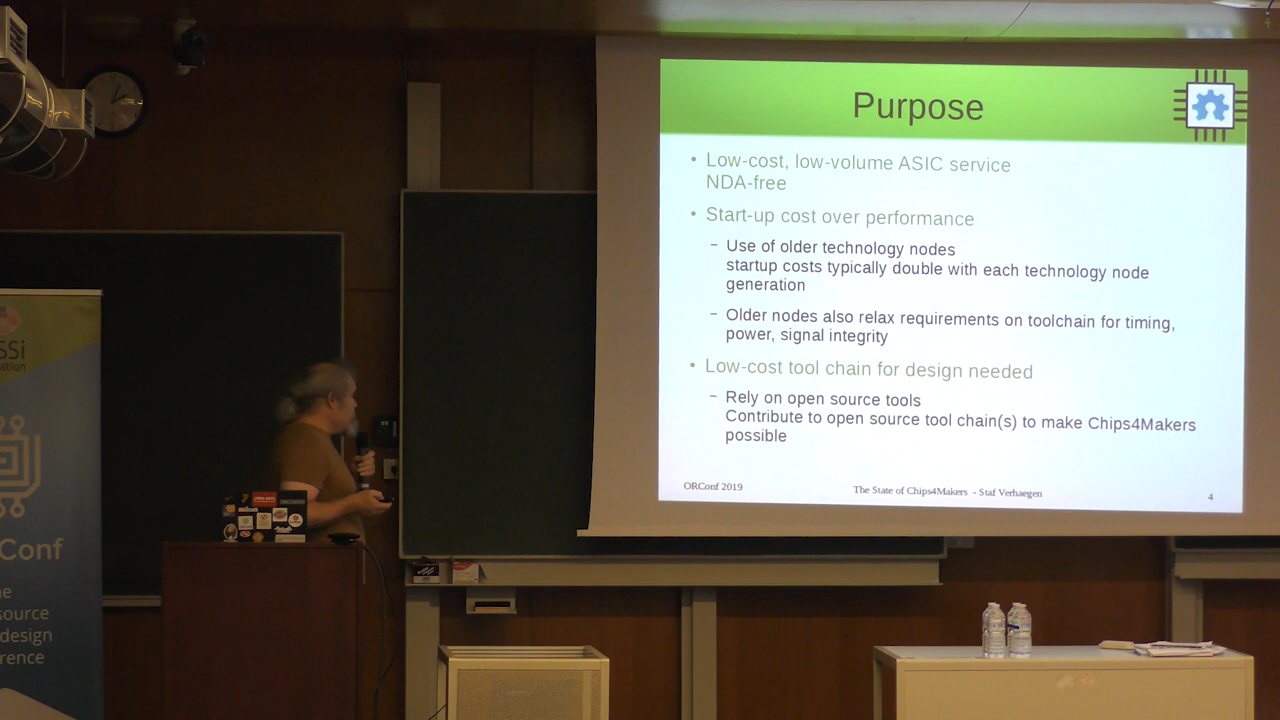 Purpose
• Low-cost, low-volume ASIC service
NDA-free
• Start-up cost over performance
– Use of older technology nodes
startup costs typically double with each technology node
generation
– Older nodes also relax requirements on toolchain for timing,
power, signal integrity
• Low-cost tool chain for design needed
– Rely on open source tools
Contribute to open source tool chain(s) to make Chips4Makers
possible
ORConf 2019
The State of Chips4Makers - Staf Verhaegen
4
SSi
ation
Conf
ne
source
design
rence